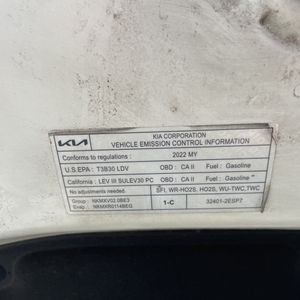 KIA
KIA CORPORATION
VEHICLE EMISSION CONTROL INFORMATION
Conforms to regulations : 2022 MY
U.S.EPA : T3B30 LDV OBD : CA II Fuel : Gasoline
California : LEV III SULEV30 PC OBD : CA II Fuel : Gasoline
No adjustments needed. SFI, WR-HO2S, HO2S, WU-TWC, TWC
Group : NKMXV02.0BE3 1-C 32401-2ESP7
Evap. : NKMXR0114BEG